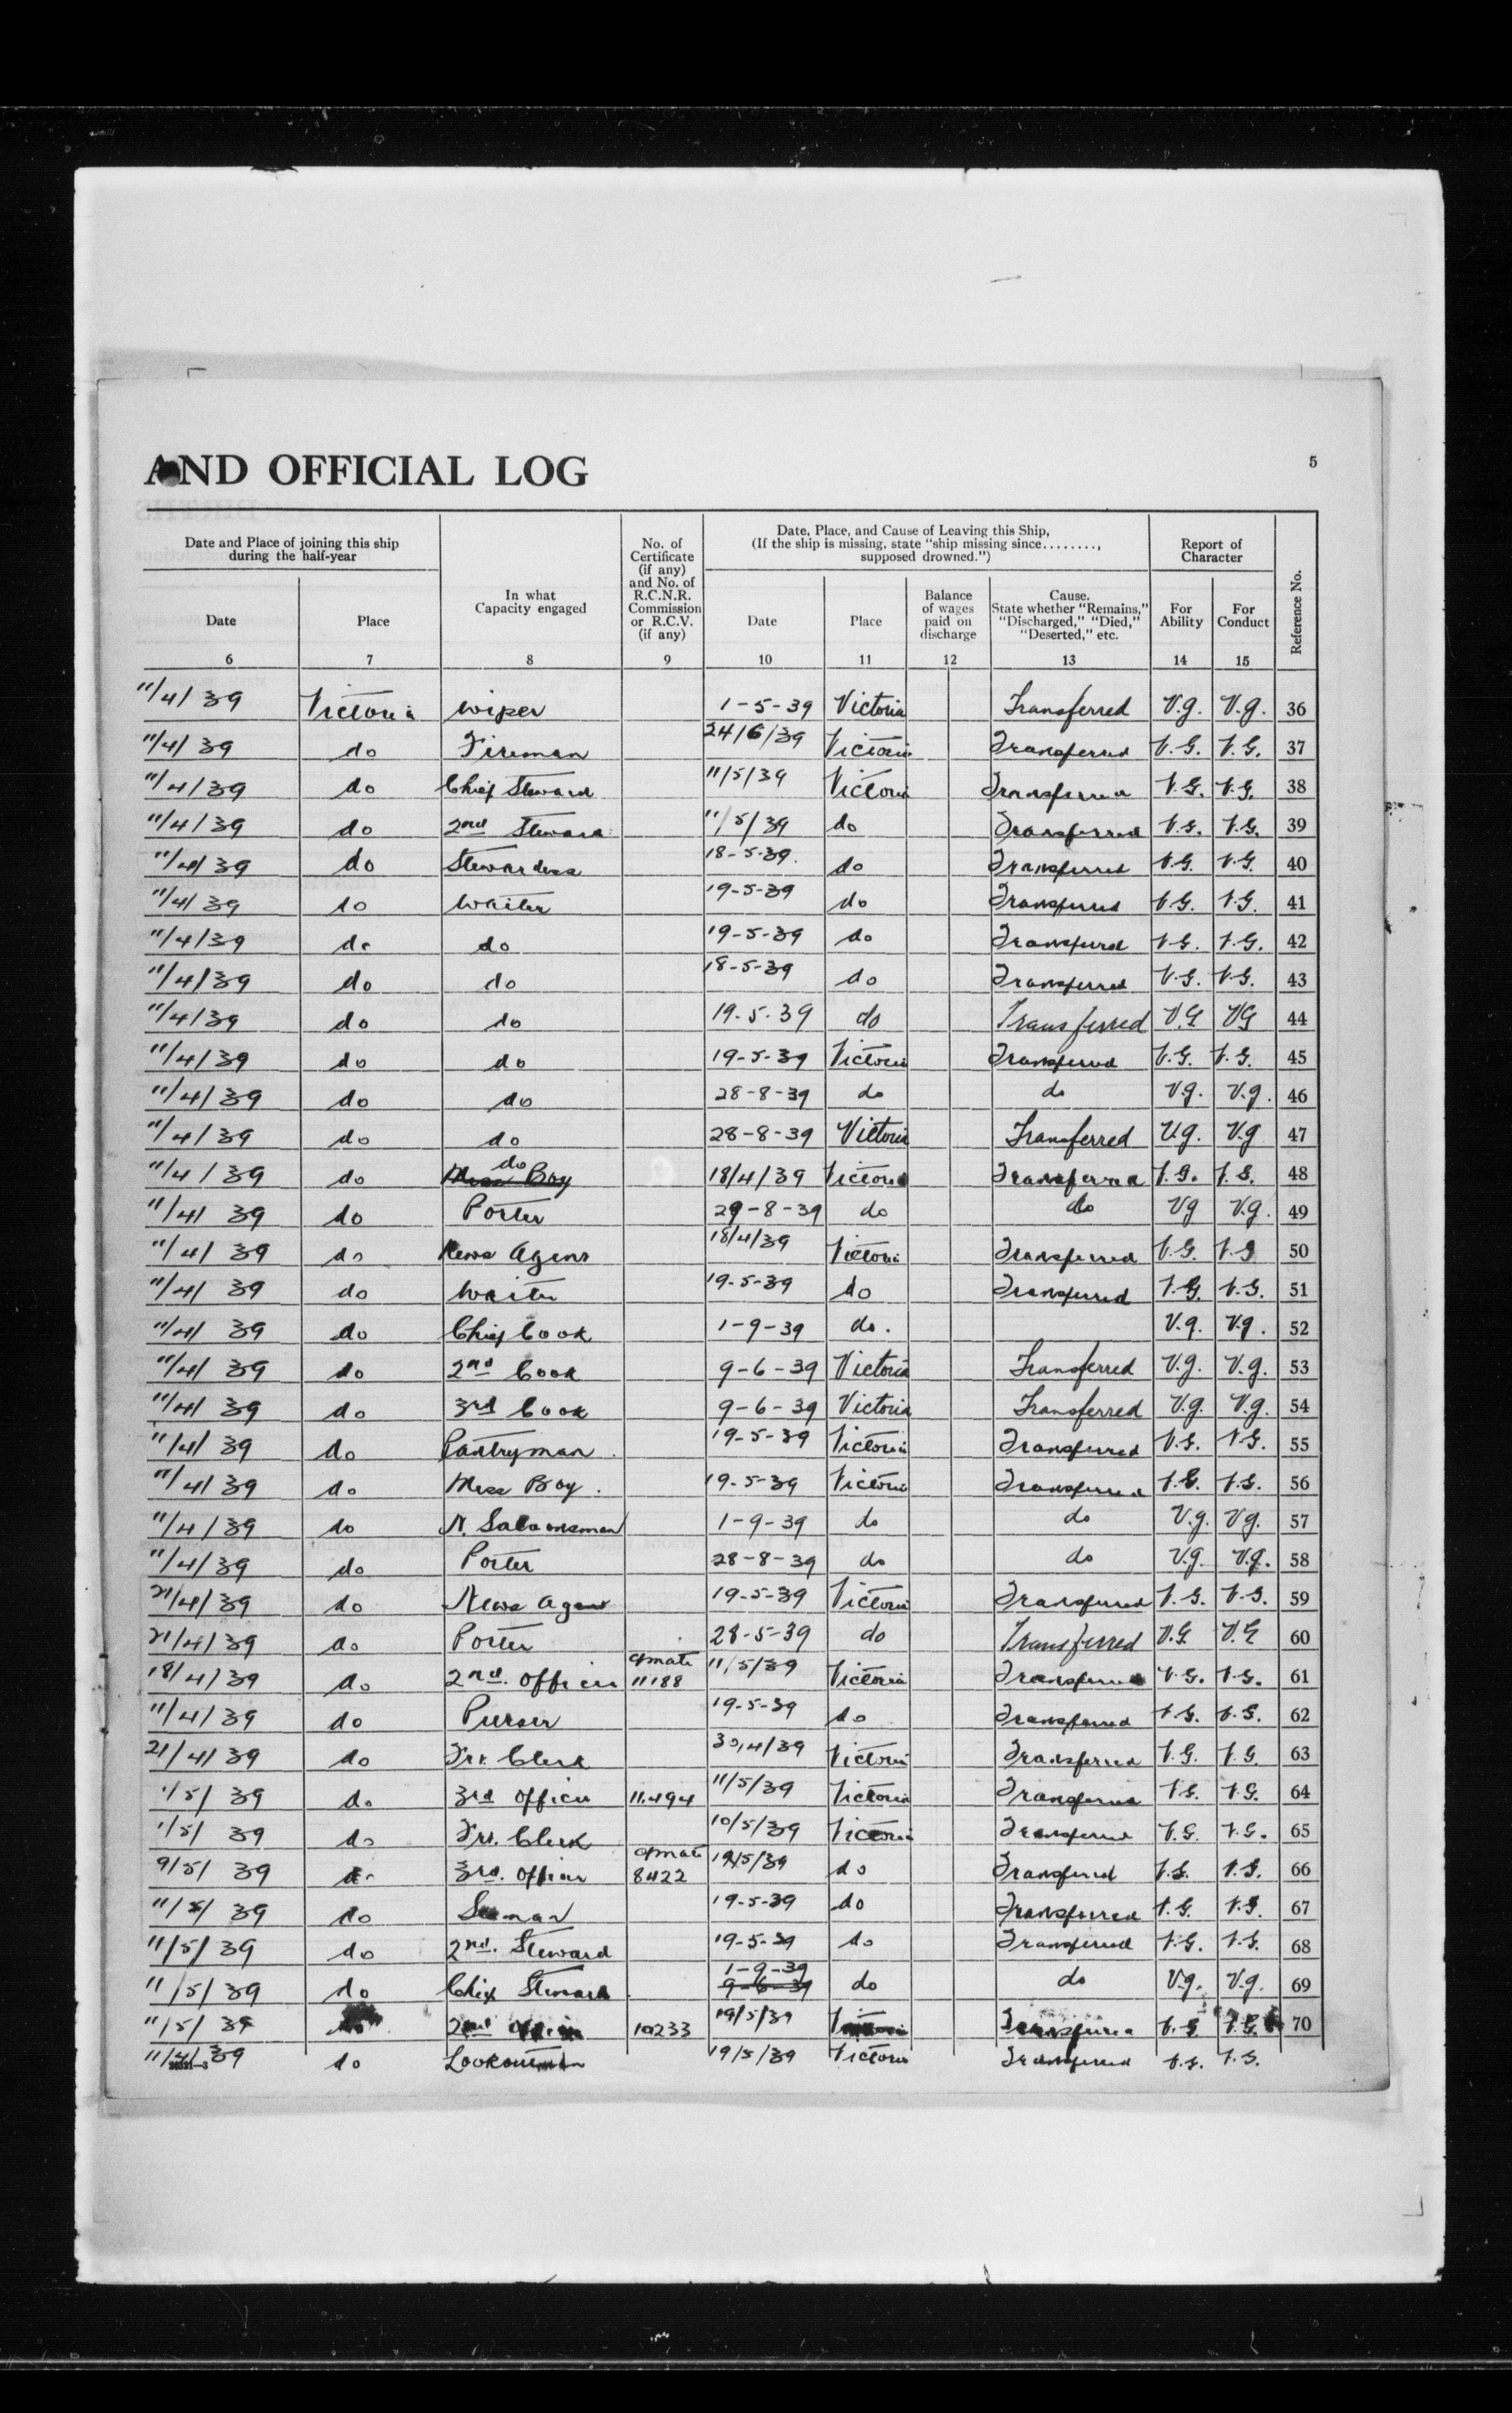 AND OFFICIAL LOG
5
Date and Place of joining this ship during the half-year
In what Capacity engaged
No. of Certificate (if any) and No. of R.C.N.R. Commission or R.C.V. (if any)
Date, Place, and Cause of Leaving this Ship, (If the ship is missing, state "ship missing since........, supposed drowned.")
Report of Character
Reference No.
Date Place Date Place Balance of wages paid on discharge Cause. State whether "Remains," "Discharged," "Died," "Deserted," etc. For Ability For Conduct
6 7 8 9 10 11 12 13 14 15
11/4/39 Victoria Wiper 1-5-39 Victoria Transferred V.g. V.g. 36
11/4/39 do Fireman 24/6/39 Victoria Transferred V.G. V.G. 37
11/4/39 do Chief Steward 11/5/39 Victoria Transferred V.G. V.G. 38
11/4/39 do 2nd Steward 11/5/39 do Transferred V.G. V.G. 39
11/4/39 do Stewardess 18-5-39. do Transferred V.G. V.G. 40
11/4/39 do Waiter 19-5-39 do Transferred V.G. V.G. 41
11/4/39 do do 19-5-39 do Transferred V.G. V.G. 42
11/4/39 do do 18-5-39 do Transferred V.G. V.G. 43
11/4/39 do do 19.5.39 do Transferred V.G VG 44
11/4/39 do do 19-5-39 Victoria Transferred V.G. V.G. 45
11/4/39 do do 28-8-39 do do V.g. V.g. 46
11/4/39 do do 28-8-39 Victoria Transferred V.g. V.g 47
11/4/39 do Mess Boy do 18/4/39 Victoria Transferred V.G. V.G. 48
11/4/39 do Porter 29-8-39 do do Vg V.g. 49
11/4/39 do News Agent 18/4/39 Victoria Transferred V.G. V.G 50
11/4/39 do Waiter 19-5-39 do Transferred V.G. V.G. 51
11/4/39 do Chief Cook 1-9-39 do. V.g. V.g. 52
11/4/39 do 2nd Cook 9-6-39 Victoria Transferred V.g. V.g. 53
11/4/39 do 3rd Cook 9-6-39 Victoria Transferred V.g. V.g. 54
11/4/39 do Pantryman. 19-5-39 Victoria Transferred V.G. V.G. 55
11/4/39 do Mess Boy. 19-5-39 Victoria Transferred V.G. V.G. 56
11/4/39 do N. Saloonsman 1-9-39 do do V.g. Vg. 57
11/4/39 do Porter 28-8-39 do do V.g. V.g. 58
21/4/39 do News Agent 19-5-39 Victoria Transferred V.G. V.G. 59
21/4/39 do Porter 28-5-39 do Transferred V.G. V.G 60
18/4/39 do 2nd. Officer 11188 11/5/39 Victoria Transferred V.G. V.G. 61
11/4/39 do Purser 19-5-39 do Transferred V.G. V.G. 62
21/4/39 do Frt. Clerk 30/4/39 Victoria Transferred V.G. V.G. 63
1/5/39 do 3rd Officer 11.494 11/5/39 Victoria Transferred V.G. V.G. 64
1/5/39 do Frt. Clerk 10/5/39 Victoria Transferred V.G. V.G. 65
9/5/39 do 3rd. Officer 8422 19/5/39 do Transferred V.G. V.G. 66
11/5/39 do Seaman 19-5-39 do Transferred V.G. V.G. 67
11/5/39 do 2nd. Steward 19-5-39 do Transferred V.G. V.G. 68
11/5/39 do Chief Steward 1-9-39 9-6-39 do do V.g. V.g. 69
11/5/39 do 2nd Officer 10233 19/5/39 Victoria Transferred V.G V.G 70
11/4/39 do Lookoutman 19/5/39 Victoria Transferred V.G. V.G.